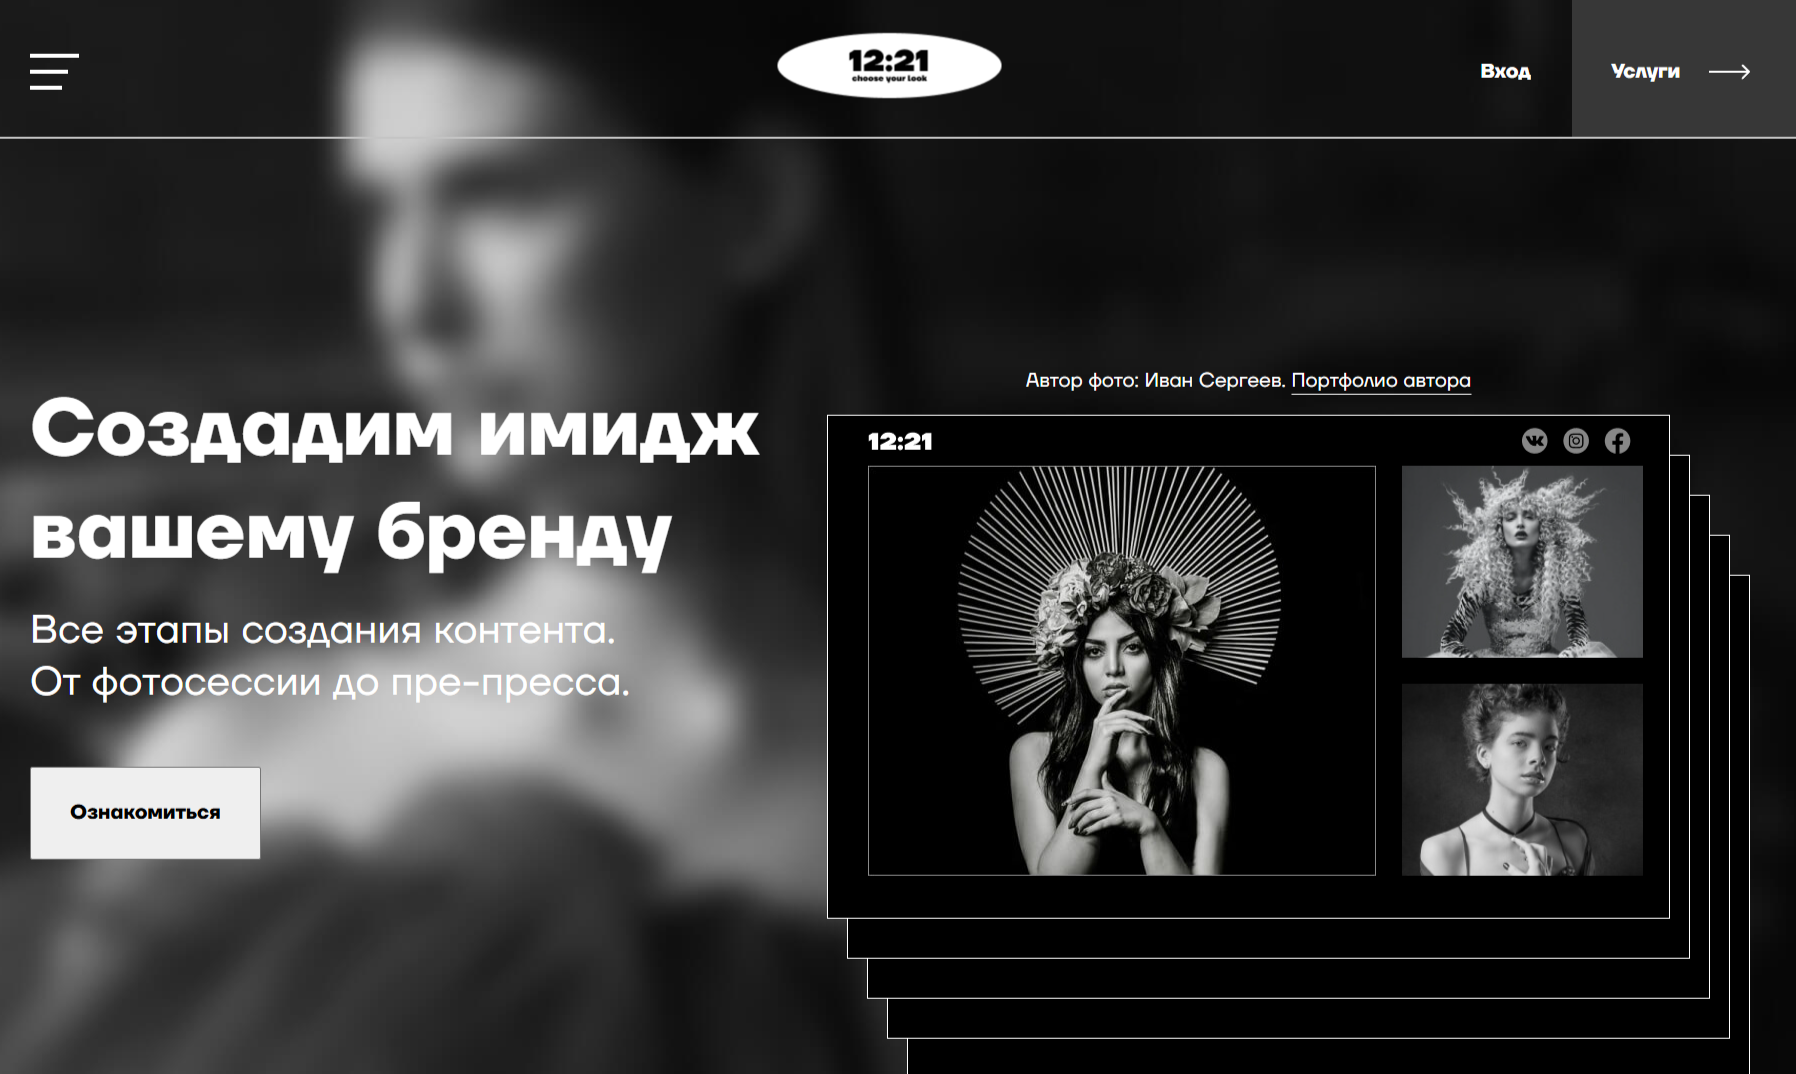 12:21
choose your look
Вход
Услуги
Создадим имидж
вашему бренду
Все этапы создания контента.
От фотосессии до пре-пресса.
Ознакомиться
Автор фото: Иван Сергеев. Портфолио автора
12:21